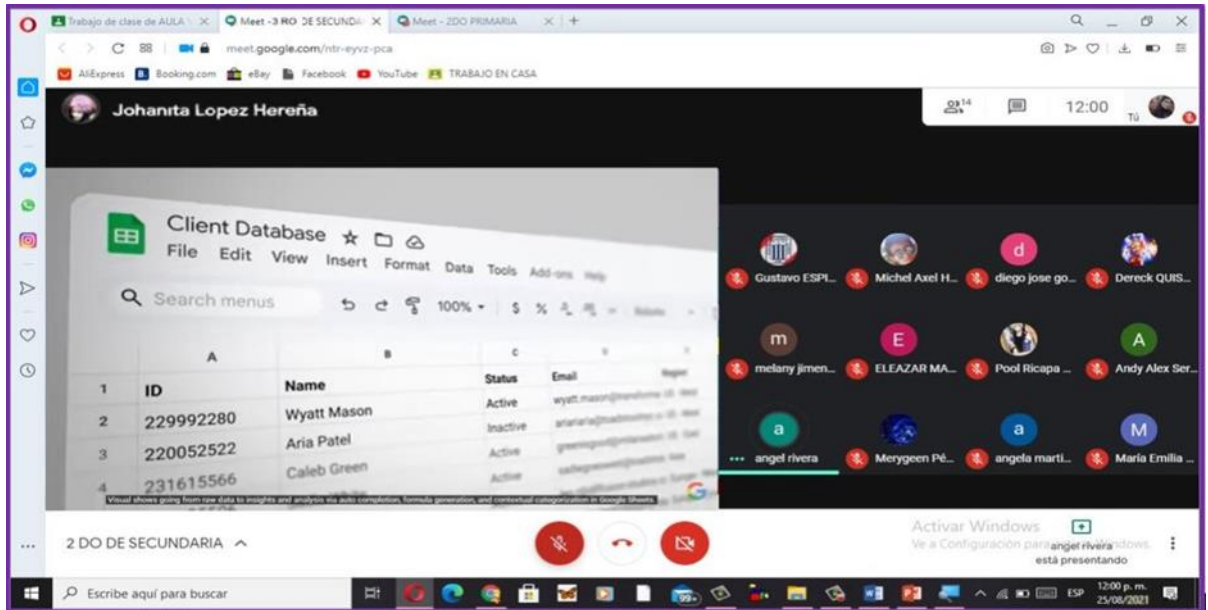 Trabajo de clase de AULA
Meet -3 RO DE SECUNDA
Meet - 2DO PRIMARIA
meet.google.com/ntr-eyvz-pca
AliExpress Booking.com eBay Facebook YouTube TRABAJO EN CASA
Johanita Lopez Hereña
14
12:00
Tú
Client Database
File Edit View Insert Format Data Tools Add-ons Help
Search menus 100% $ %
A B C
1 ID Name Status Email Region
2 229992280 Wyatt Mason Active
3 220052522 Aria Patel Inactive
4 231615566 Caleb Green Active
Active
Visual shows going from raw data to insights and analysis via auto completion, formula generation, and contextual categorization in Google Sheets.
G
Gustavo ESPI... Michel Axel H... diego jose go... Dereck QUIS...
d
m E A
melany jimen... ELEAZAR MA... Pool Ricapa ... Andy Alex Ser...
a a M
angel rivera Merygeen Pé... angela marti... María Emilia ...
2 DO DE SECUNDARIA
Activar Windows
Ve a Configuración para
angel rivera
está presentando
Escribe aquí para buscar
99+
ESP
12:00 p. m.
25/08/2021